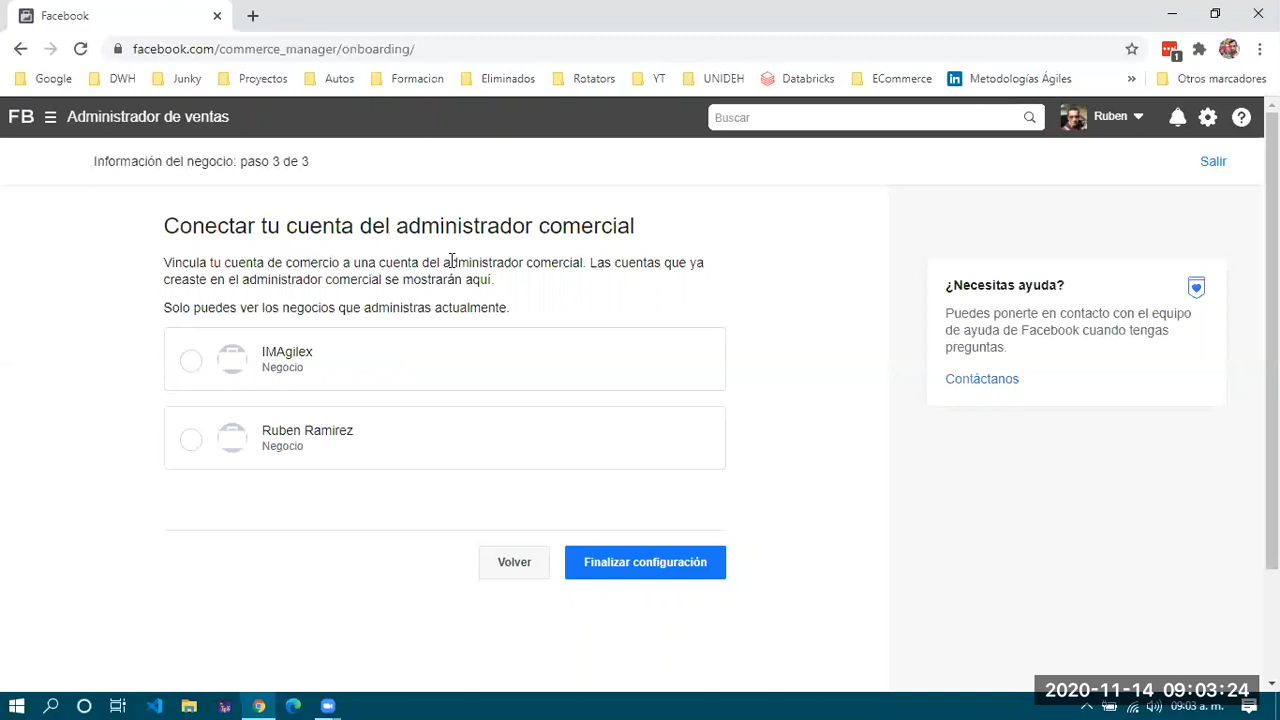 Facebook
facebook.com/commerce_manager/onboarding/
1
Google DWH Junky Proyectos Autos Formacion Eliminados Rotators YT UNIDEH Databricks ECommerce in Metodologías Ágiles » Otros marcadores
FB Administrador de ventas Buscar Ruben
Información del negocio: paso 3 de 3 Salir
Conectar tu cuenta del administrador comercial
Vincula tu cuenta de comercio a una cuenta del administrador comercial. Las cuentas que ya
creaste en el administrador comercial se mostrarán aquí.
Solo puedes ver los negocios que administras actualmente.
IMAgilex
Negocio
Ruben Ramirez
Negocio
Volver Finalizar configuración
¿Necesitas ayuda?
Puedes ponerte en contacto con el equipo
de ayuda de Facebook cuando tengas
preguntas.
Contáctanos
2020-11-14 09:03:24
09:03 a. m.